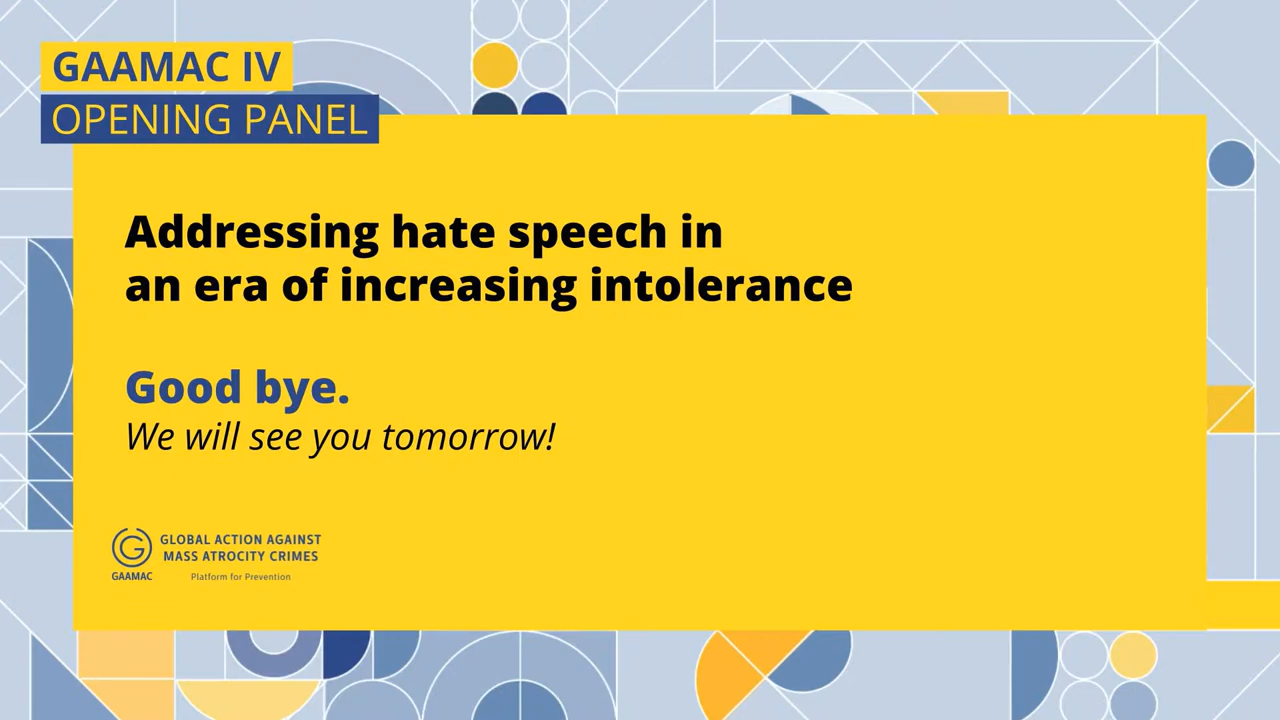 GAAMAC IV
OPENING PANEL
Addressing hate speech in
an era of increasing intolerance
Good bye.
We will see you tomorrow!
G
GAAMAC
GLOBAL ACTION AGAINST
MASS ATROCITY CRIMES
Platform for Prevention